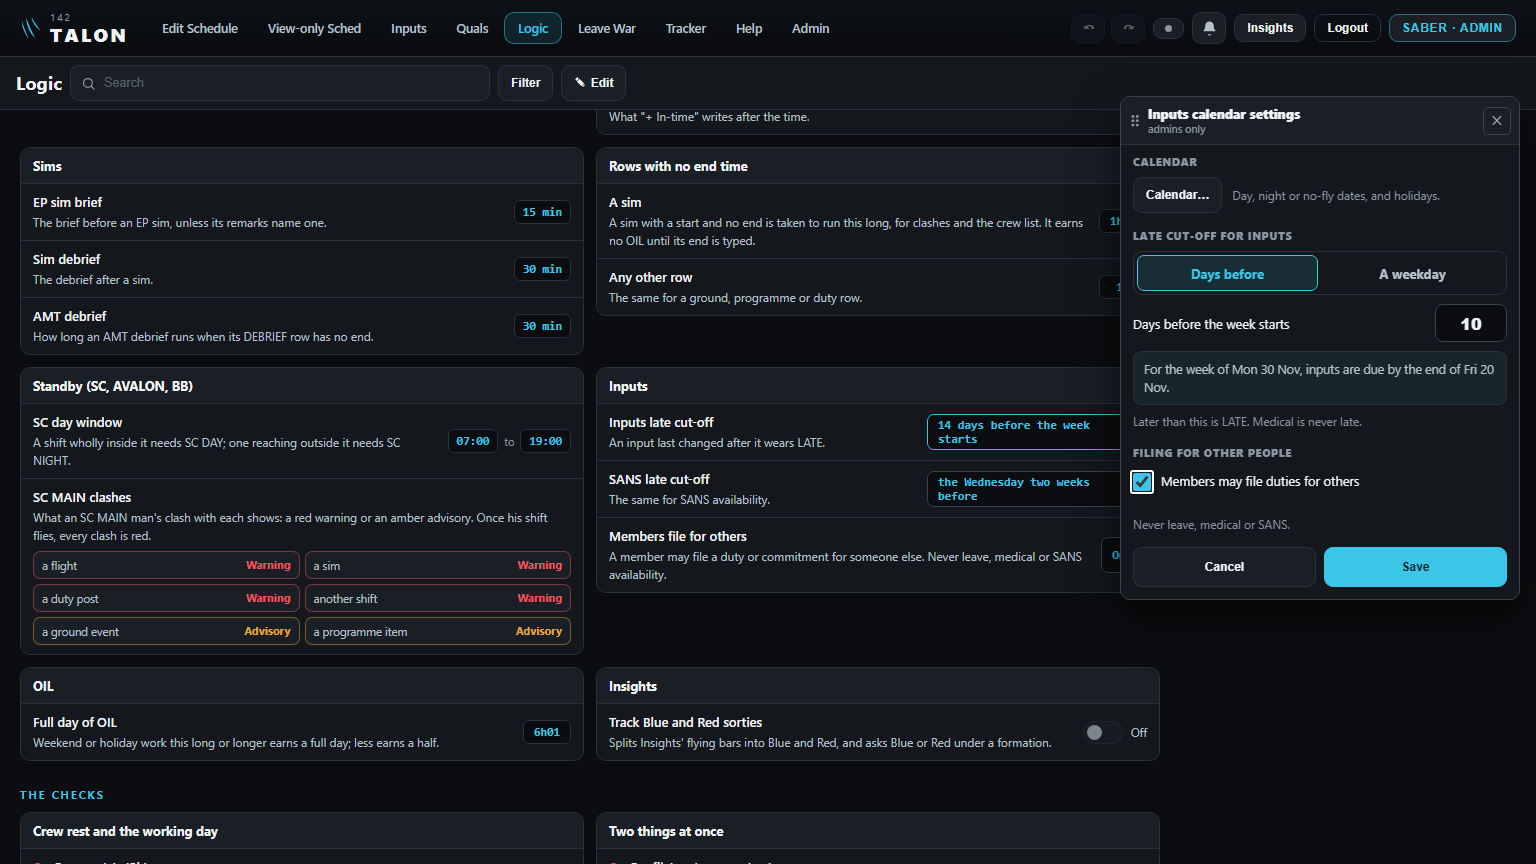 142
TALON
Edit Schedule
View-only Sched
Inputs
Quals
Logic
Leave War
Tracker
Help
Admin
Insights
Logout
SABER · ADMIN
Logic
Search
Filter
Edit
What "+ In-time" writes after the time.
Sims
EP sim brief
The brief before an EP sim, unless its remarks name one.
15 min
Sim debrief
The debrief after a sim.
30 min
AMT debrief
How long an AMT debrief runs when its DEBRIEF row has no end.
30 min
Rows with no end time
A sim
A sim with a start and no end is taken to run this long, for clashes and the crew list. It earns
no OIL until its end is typed.
Any other row
The same for a ground, programme or duty row.
Standby (SC, AVALON, BB)
SC day window
A shift wholly inside it needs SC DAY; one reaching outside it needs SC
NIGHT.
07:00 to 19:00
SC MAIN clashes
What an SC MAIN man's clash with each shows: a red warning or an amber advisory. Once his shift
flies, every clash is red.
a flight Warning
a sim Warning
a duty post Warning
another shift Warning
a ground event Advisory
a programme item Advisory
Inputs
Inputs late cut-off
An input last changed after it wears LATE.
14 days before the week
starts
SANS late cut-off
The same for SANS availability.
the Wednesday two weeks
before
Members file for others
A member may file a duty or commitment for someone else. Never leave, medical or SANS
availability.
OIL
Full day of OIL
Weekend or holiday work this long or longer earns a full day; less earns a half.
6h01
Insights
Track Blue and Red sorties
Splits Insights' flying bars into Blue and Red, and asks Blue or Red under a formation.
Off
THE CHECKS
Crew rest and the working day
Two things at once
Inputs calendar settings
admins only
CALENDAR
Calendar...
Day, night or no-fly dates, and holidays.
LATE CUT-OFF FOR INPUTS
Days before
A weekday
Days before the week starts
10
For the week of Mon 30 Nov, inputs are due by the end of Fri 20
Nov.
Later than this is LATE. Medical is never late.
FILING FOR OTHER PEOPLE
Members may file duties for others
Never leave, medical or SANS.
Cancel
Save